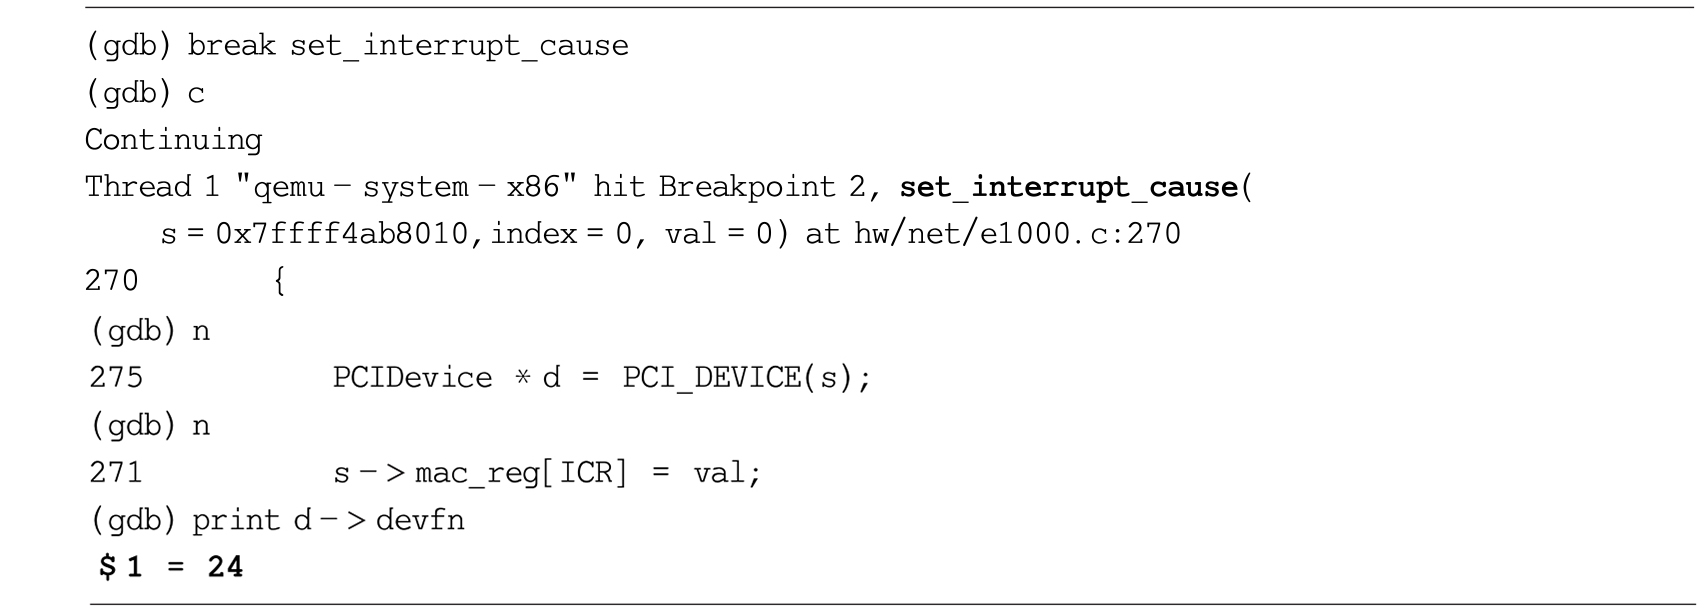 (gdb) break set_interrupt_cause
(gdb) c
Continuing
Thread 1 "qemu - system - x86" hit Breakpoint 2, set_interrupt_cause(
s = 0x7ffff4ab8010, index = 0, val = 0) at hw/net/e1000.c:270
270 {
(gdb) n
275 PCIDevice * d = PCI_DEVICE(s);
(gdb) n
271 s -> mac_reg[ICR] = val;
(gdb) print d -> devfn
$ 1 = 24